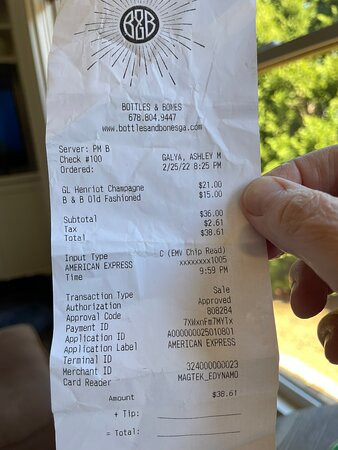 B&B
BOTTLES & BONES
678.804.9447
www.bottlesandbonesga.com
Server: PM B
Check #100 GALYA, ASHLEY M
Ordered: 2/25/22 8:25 PM
GL Henriot Champagne $21.00
B & B Old Fashioned $15.00
Subtotal $36.00
Tax $2.61
Total $38.61
Input Type C (EMV Chip Read)
AMERICAN EXPRESS xxxxxxxx1005
Time 9:59 PM
Transaction Type Sale
Authorization Approved
Approval Code 808284
Payment ID 7XWxnFm7MYTx
Application ID A000000025010801
Application Label AMERICAN EXPRESS
Terminal ID
Merchant ID 324000000023
Card Reader MAGTEK_EDYNAMO
Amount $38.61
+ Tip:
= Total: